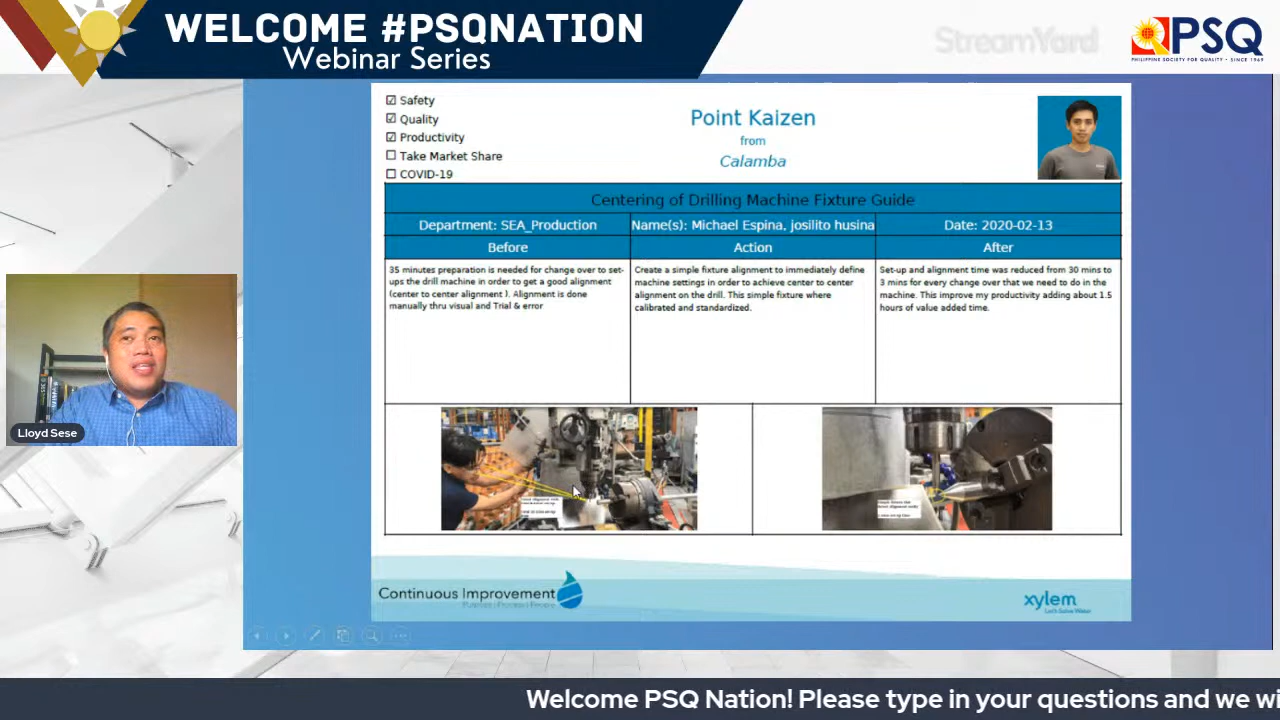 WELCOME #PSQNATION
Webinar Series
StreamYard
PSQ
PHILIPPINE SOCIETY FOR QUALITY - SINCE 1969
☑ Safety
☑ Quality
☑ Productivity
☐ Take Market Share
☐ COVID-19
Point Kaizen
from
Calamba
Centering of Drilling Machine Fixture Guide
Department: SEA_Production
Name(s): Michael Espina, josilito husina
Date: 2020-02-13
Before
Action
After
35 minutes preparation is needed for change over to set-
ups the drill machine in order to get a good alignment
(center to center alignment ). Alignment is done
manually thru visual and Trial & error
Create a simple fixture alignment to immediately define
machine settings in order to achieve center to center
alignment on the drill. This simple fixture where
calibrated and standardized.
Set-up and alignment time was reduced from 30 mins to
3 mins for every change over that we need to do in the
machine. This improve my productivity adding about 1.5
hours of value added time.
Lloyd Sese
Continuous Improvement
xylem
Let's Solve Water
Welcome PSQ Nation! Please type in your questions and we wi